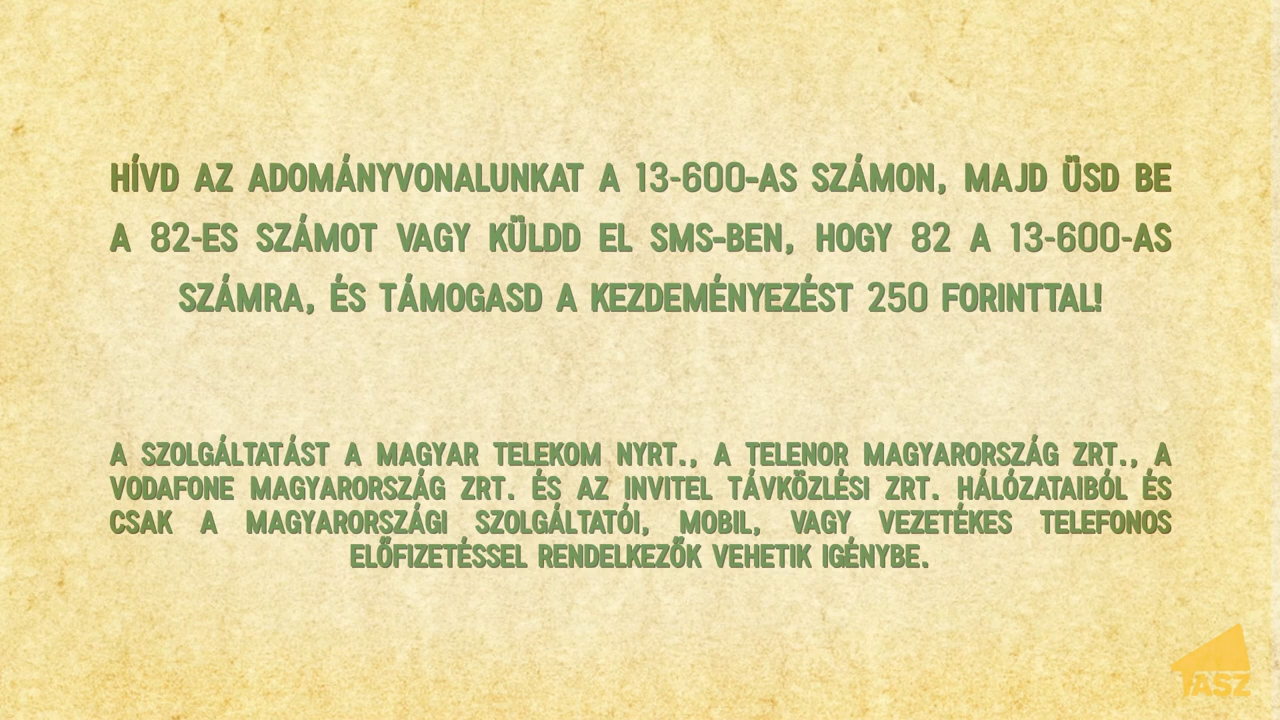 HÍVD AZ ADOMÁNYVONALUNKAT A 13-600-AS SZÁMON, MAJD ÜSD BE
A 82-ES SZÁMOT VAGY KÜLDD EL SMS-BEN, HOGY 82 A 13-600-AS
SZÁMRA, ÉS TÁMOGASD A KEZDEMÉNYEZÉST 250 FORINTTAL!
A SZOLGÁLTATÁST A MAGYAR TELEKOM NYRT., A TELENOR MAGYARORSZÁG ZRT., A
VODAFONE MAGYARORSZÁG ZRT. ÉS AZ INVITEL TÁVKÖZLÉSI ZRT. HÁLÓZATAIBÓL ÉS
CSAK A MAGYARORSZÁGI SZOLGÁLTATÓI, MOBIL, VAGY VEZETÉKES TELEFONOS
ELŐFIZETÉSSEL RENDELKEZŐK VEHETIK IGÉNYBE.
TASZ